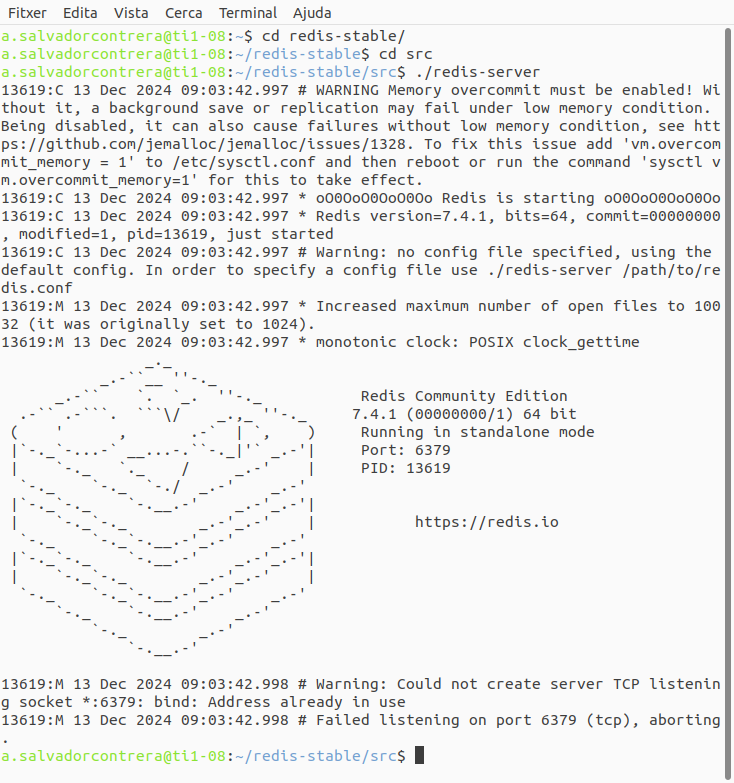 Fitxer Edita Vista Cerca Terminal Ajuda
a.salvadorcontrera@ti1-08:~$ cd redis-stable/
a.salvadorcontrera@ti1-08:~/redis-stable$ cd src
a.salvadorcontrera@ti1-08:~/redis-stable/src$ ./redis-server
13619:C 13 Dec 2024 09:03:42.997 # WARNING Memory overcommit must be enabled! Wi
thout it, a background save or replication may fail under low memory condition.
Being disabled, it can also cause failures without low memory condition, see htt
ps://github.com/jemalloc/jemalloc/issues/1328. To fix this issue add 'vm.overcom
mit_memory = 1' to /etc/sysctl.conf and then reboot or run the command 'sysctl v
m.overcommit_memory=1' for this to take effect.
13619:C 13 Dec 2024 09:03:42.997 * oO0OoO0OoO0Oo Redis is starting oO0OoO0OoO0Oo
13619:C 13 Dec 2024 09:03:42.997 * Redis version=7.4.1, bits=64, commit=00000000
, modified=1, pid=13619, just started
13619:C 13 Dec 2024 09:03:42.997 # Warning: no config file specified, using the
default config. In order to specify a config file use ./redis-server /path/to/re
dis.conf
13619:M 13 Dec 2024 09:03:42.997 * Increased maximum number of open files to 100
32 (it was originally set to 1024).
13619:M 13 Dec 2024 09:03:42.997 * monotonic clock: POSIX clock_gettime
Redis Community Edition
7.4.1 (00000000/1) 64 bit
Running in standalone mode
Port: 6379
PID: 13619
https://redis.io
13619:M 13 Dec 2024 09:03:42.998 # Warning: Could not create server TCP listenin
g socket *:6379: bind: Address already in use
13619:M 13 Dec 2024 09:03:42.998 # Failed listening on port 6379 (tcp), aborting
.
a.salvadorcontrera@ti1-08:~/redis-stable/src$